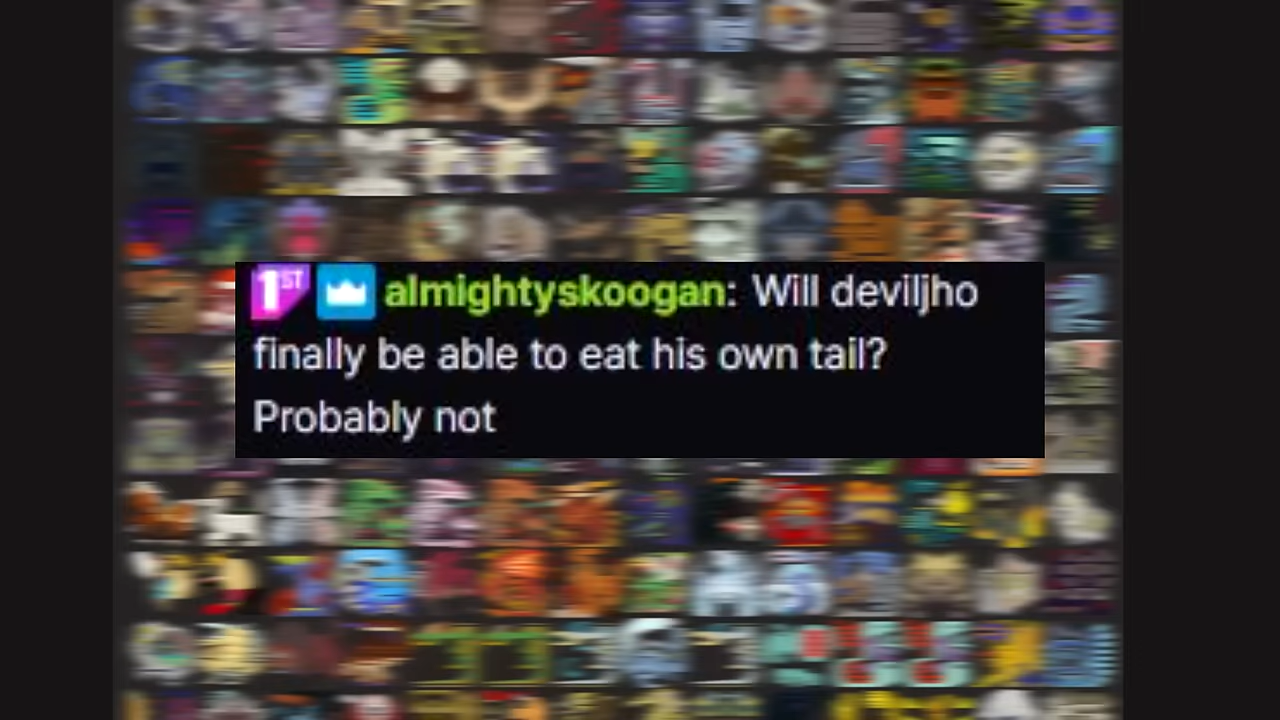 1ST almightyskoogan: Will deviljho
finally be able to eat his own tail?
Probably not